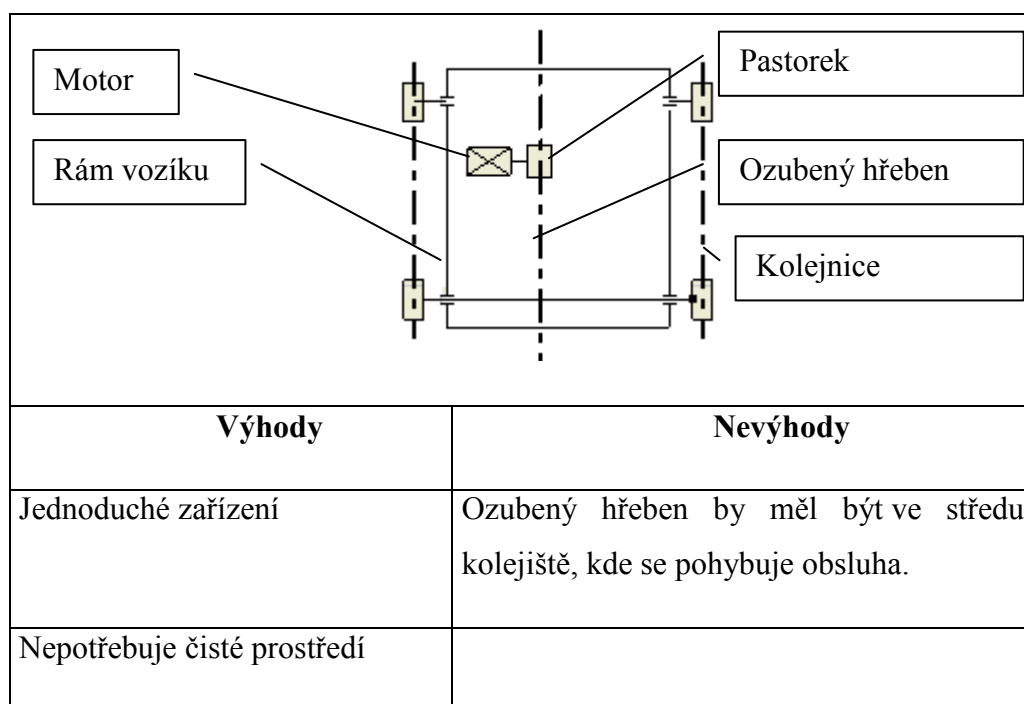 Motor
Pastorek
Rám vozíku
Ozubený hřeben
Kolejnice
Výhody
Nevýhody
Jednoduché zařízení
Ozubený hřeben by měl být ve středu
kolejiště, kde se pohybuje obsluha.
Nepotřebuje čisté prostředí